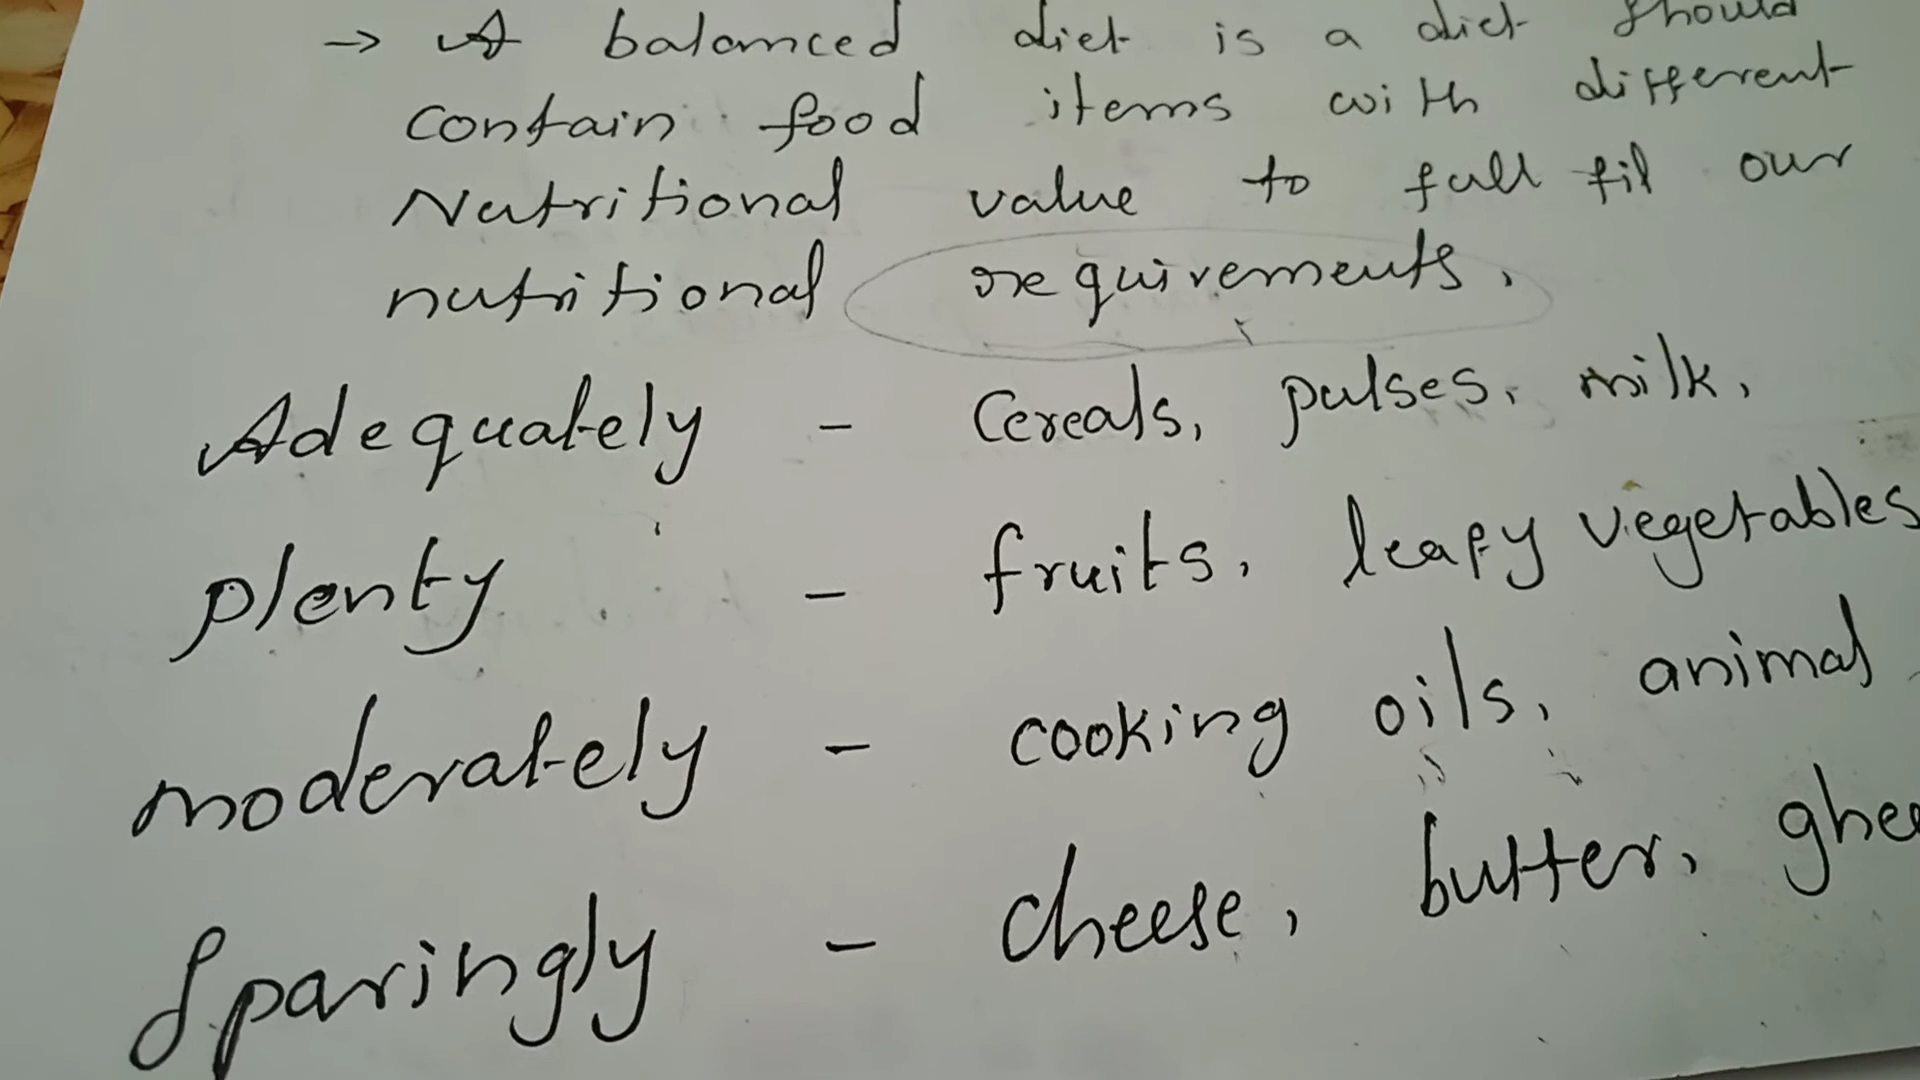 → A balanced diet is a diet should
contain food items with different
Nutritional value to full fil our
nutritional requirements.
Adequately - Cereals, pulses, milk,
plenty - fruits, leafy vegetables
moderately - cooking oils, animal
Sparingly - cheese, butter, ghee